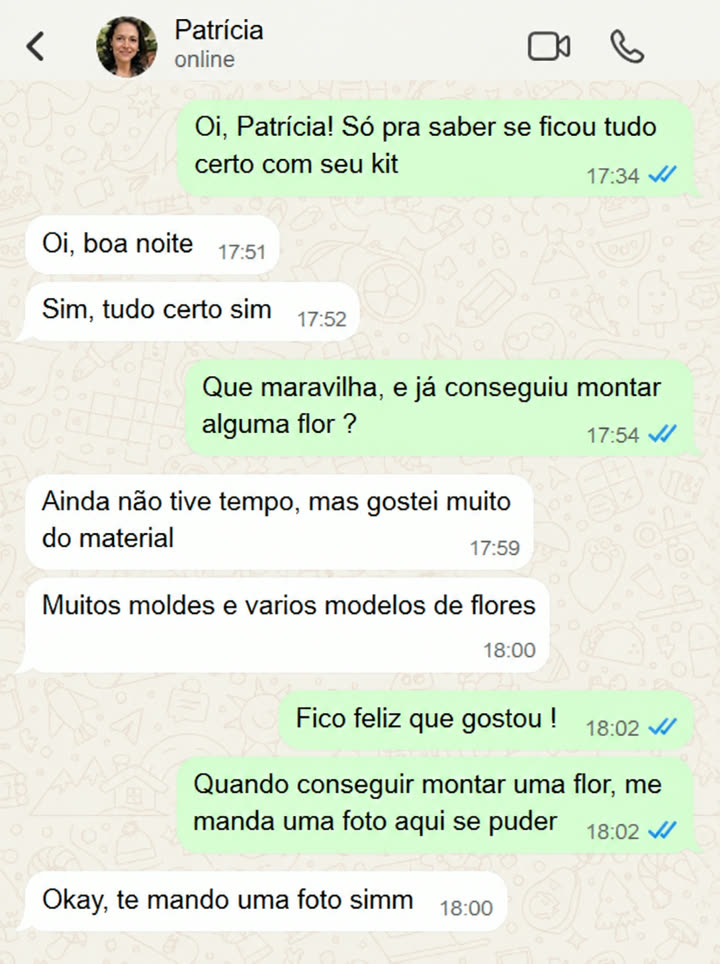 Patrícia
online
Oi, Patrícia! Só pra saber se ficou tudo
certo com seu kit
17:34
Oi, boa noite
17:51
Sim, tudo certo sim
17:52
Que maravilha, e já conseguiu montar
alguma flor ?
17:54
Ainda não tive tempo, mas gostei muito
do material
17:59
Muitos moldes e varios modelos de flores
18:00
Fico feliz que gostou !
18:02
Quando conseguir montar uma flor, me
manda uma foto aqui se puder
18:02
Okay, te mando uma foto simm
18:00